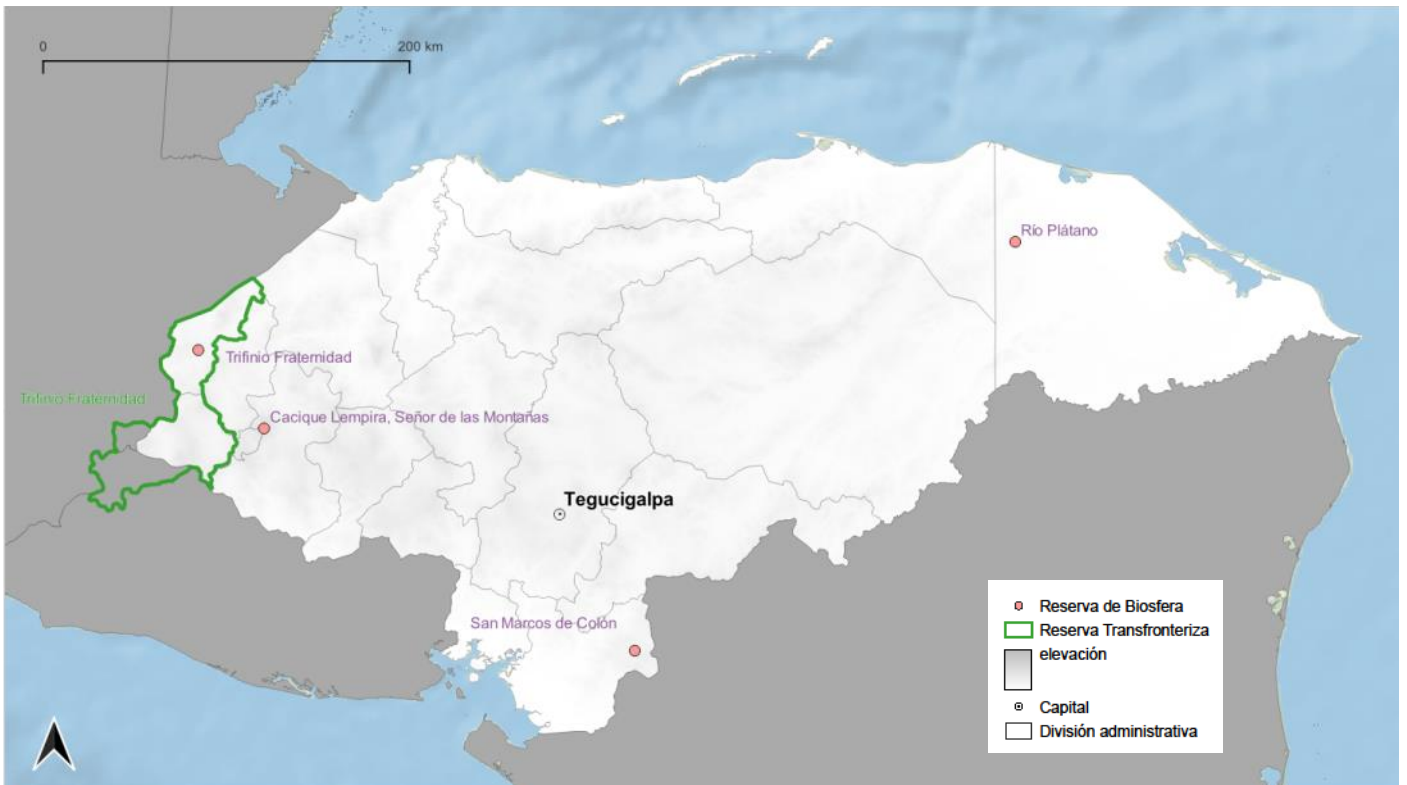 0
200 km
Río Plátano
Trifinio Fraternidad
Trifinio Fraternidad
Cacique Lempira, Señor de las Montañas
Tegucigalpa
San Marcos de Colón
Reserva de Biosfera
Reserva Transfronteriza
elevación
Capital
División administrativa